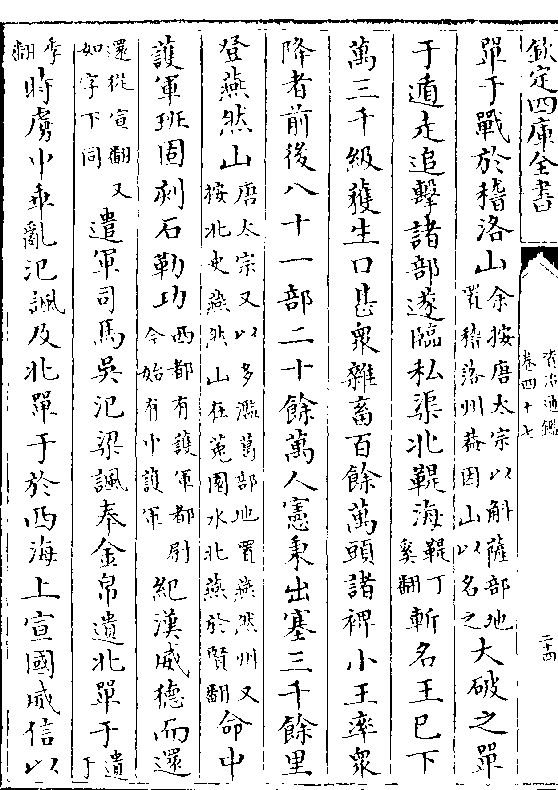 欽定四庫全書
資治通鑑
卷四十七
二十四
單于戰於稽洛山余按唐太宗以斛薩部地置稽落州蓋因山以名之大破之單
于遁走追擊諸部遂臨私渠北鞮海鞮丁奚翻斬名王已下
萬三千級獲生口甚衆雜畜百餘萬頭諸裨小王率衆
降者前後八十一部二十餘萬人憲秉出塞三千餘里
登燕然山唐太宗又以多濫葛部地置燕然州又按北史燕然山在菟園水北燕於賢翻命中
護軍班固刻石勒功西都有護軍都尉今始有中護軍紀漢威德而還
還從宣翻又如字下同遣軍司馬吳汜梁諷奉金帛遺北單于遺于
季翻時虜中乖亂汜諷及北單于於西海上宣國威信以